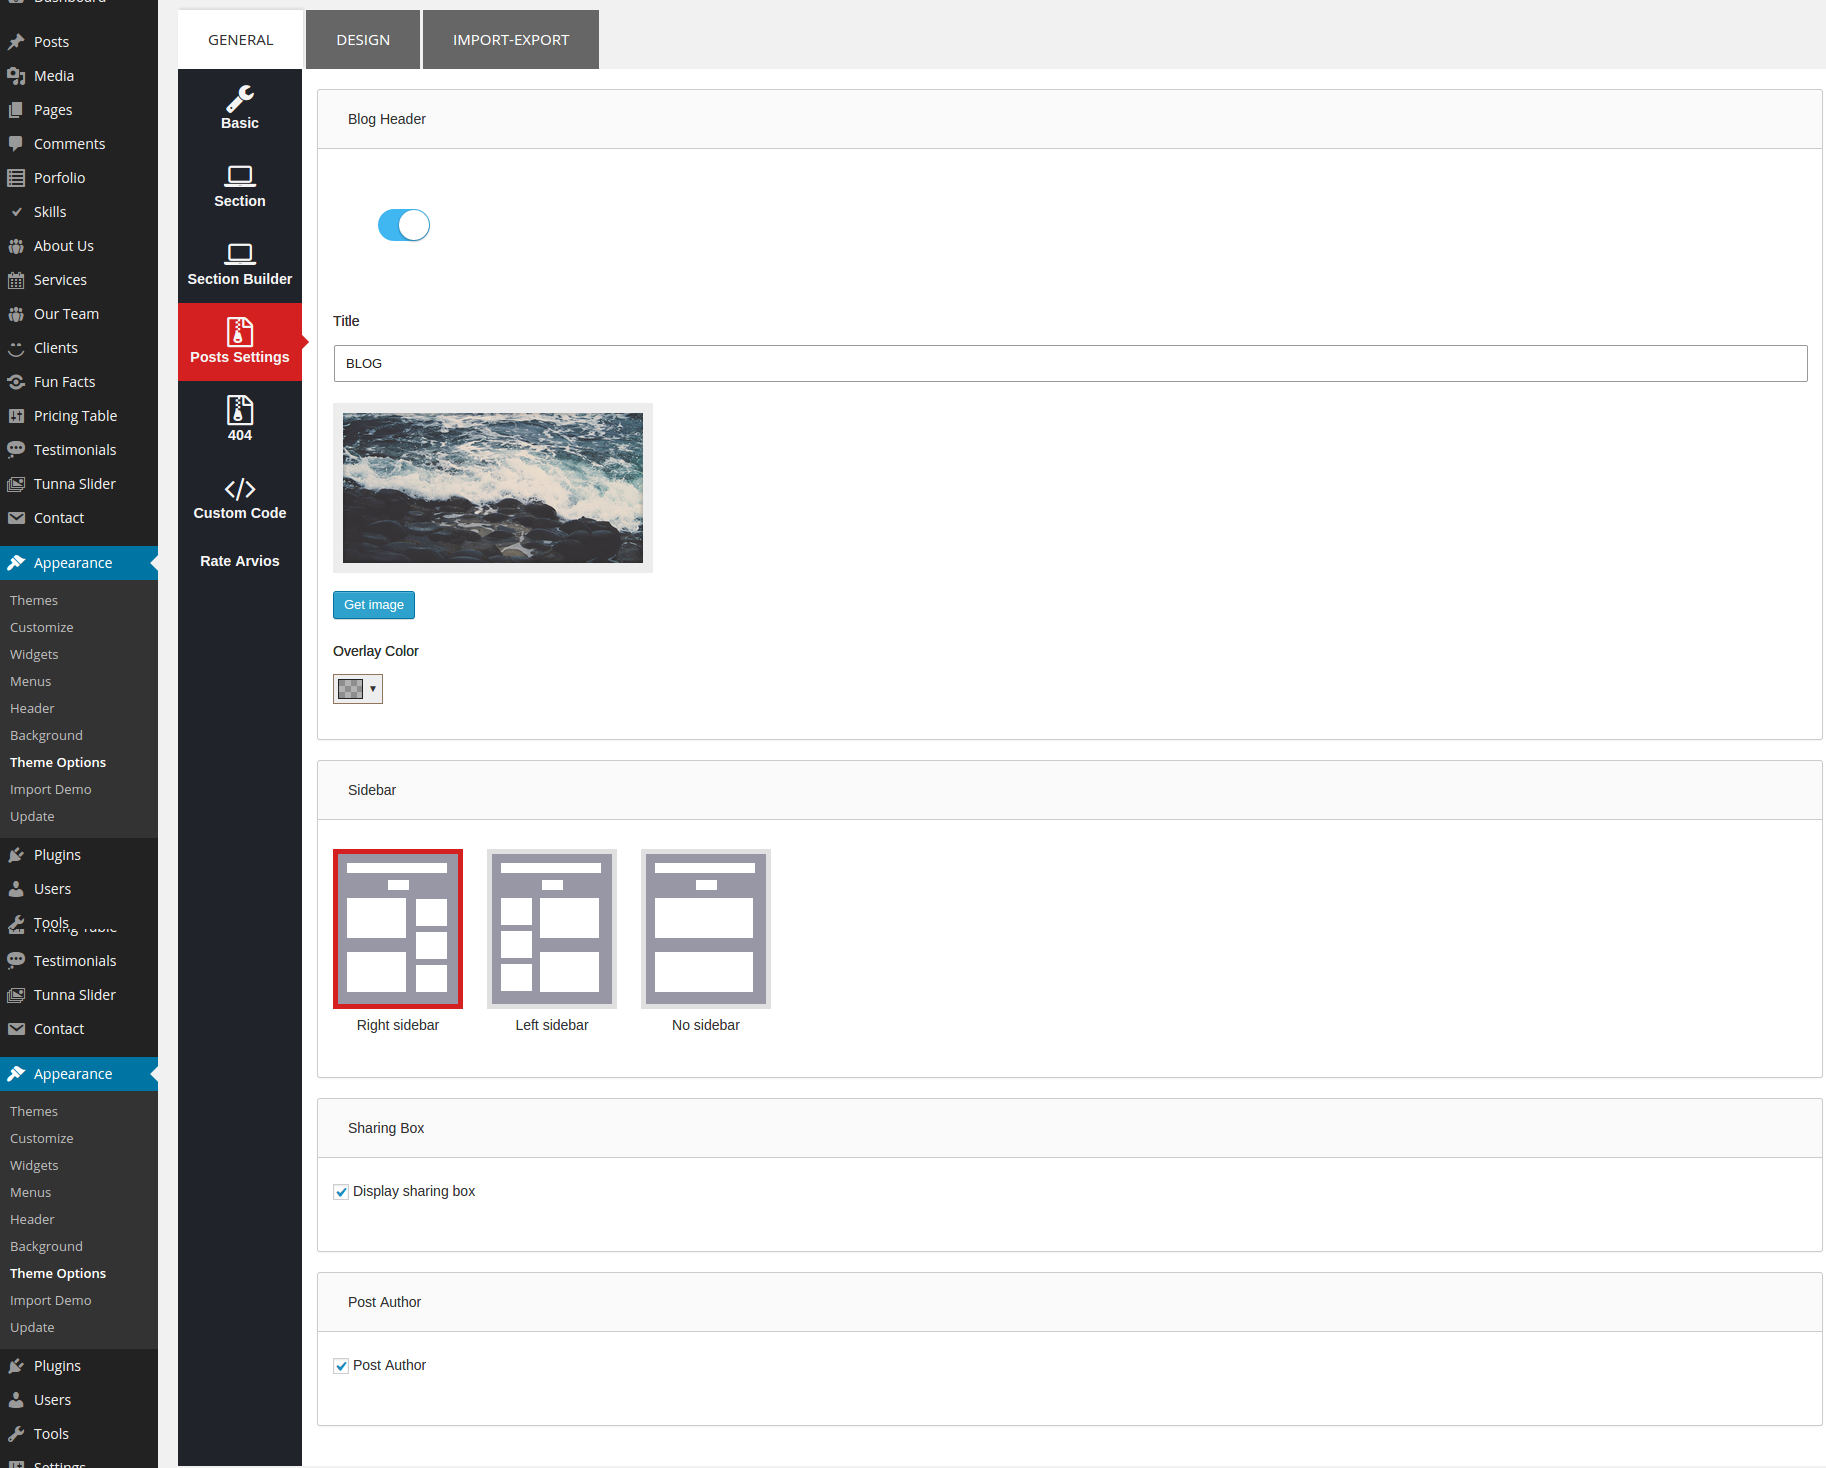 Dashboard
Posts
Media
Pages
Comments
Porfolio
Skills
About Us
Services
Our Team
Clients
Fun Facts
Pricing Table
Testimonials
Tunna Slider
Contact
Appearance
Themes
Customize
Widgets
Menus
Header
Background
Theme Options
Import Demo
Update
Plugins
Users
Tools
Pricing Table
Testimonials
Tunna Slider
Contact
Appearance
Themes
Customize
Widgets
Menus
Header
Background
Theme Options
Import Demo
Update
Plugins
Users
Tools
Settings
GENERAL DESIGN IMPORT-EXPORT
Basic
Section
Section Builder
Posts Settings
404
Custom Code
Rate Arvios
Blog Header
Title
BLOG
Get image
Overlay Color
Sidebar
Right sidebar Left sidebar No sidebar
Sharing Box
Display sharing box
Post Author
Post Author